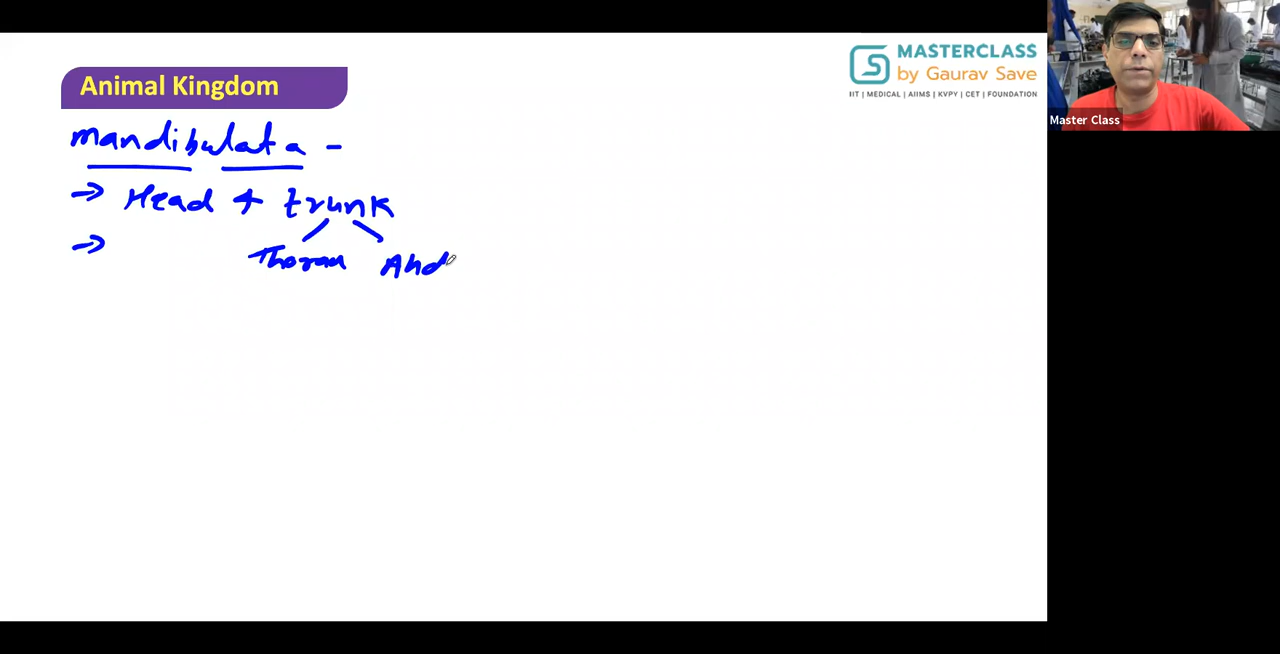 MASTERCLASS
by Gaurav Save
IIT | MEDICAL | AIIMS | KVPY | CET | FOUNDATION
Animal Kingdom
Master Class
mandibulata -
→ Head + trunk
→
Thorax Abd